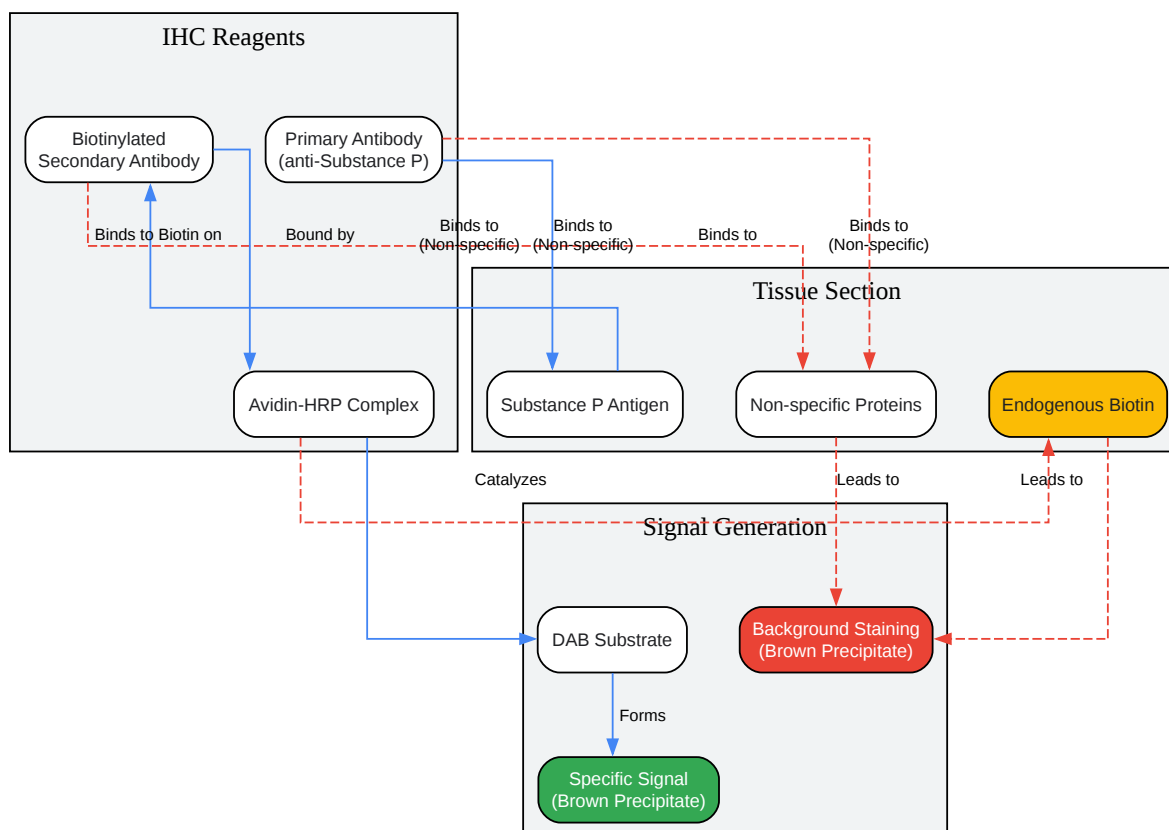 IHC Reagents
Biotinylated
Secondary Antibody
Primary Antibody
(anti-Substance P)
Binds to Biotin on
Bound by
Binds to
(Non-specific)
Binds to
(Non-specific)
Binds to
Binds to
(Non-specific)
Tissue Section
Avidin-HRP Complex
Substance P Antigen
Non-specific Proteins
Endogenous Biotin
Catalyzes
Leads to
Leads to
Signal Generation
DAB Substrate
Background Staining
(Brown Precipitate)
Forms
Specific Signal
(Brown Precipitate)